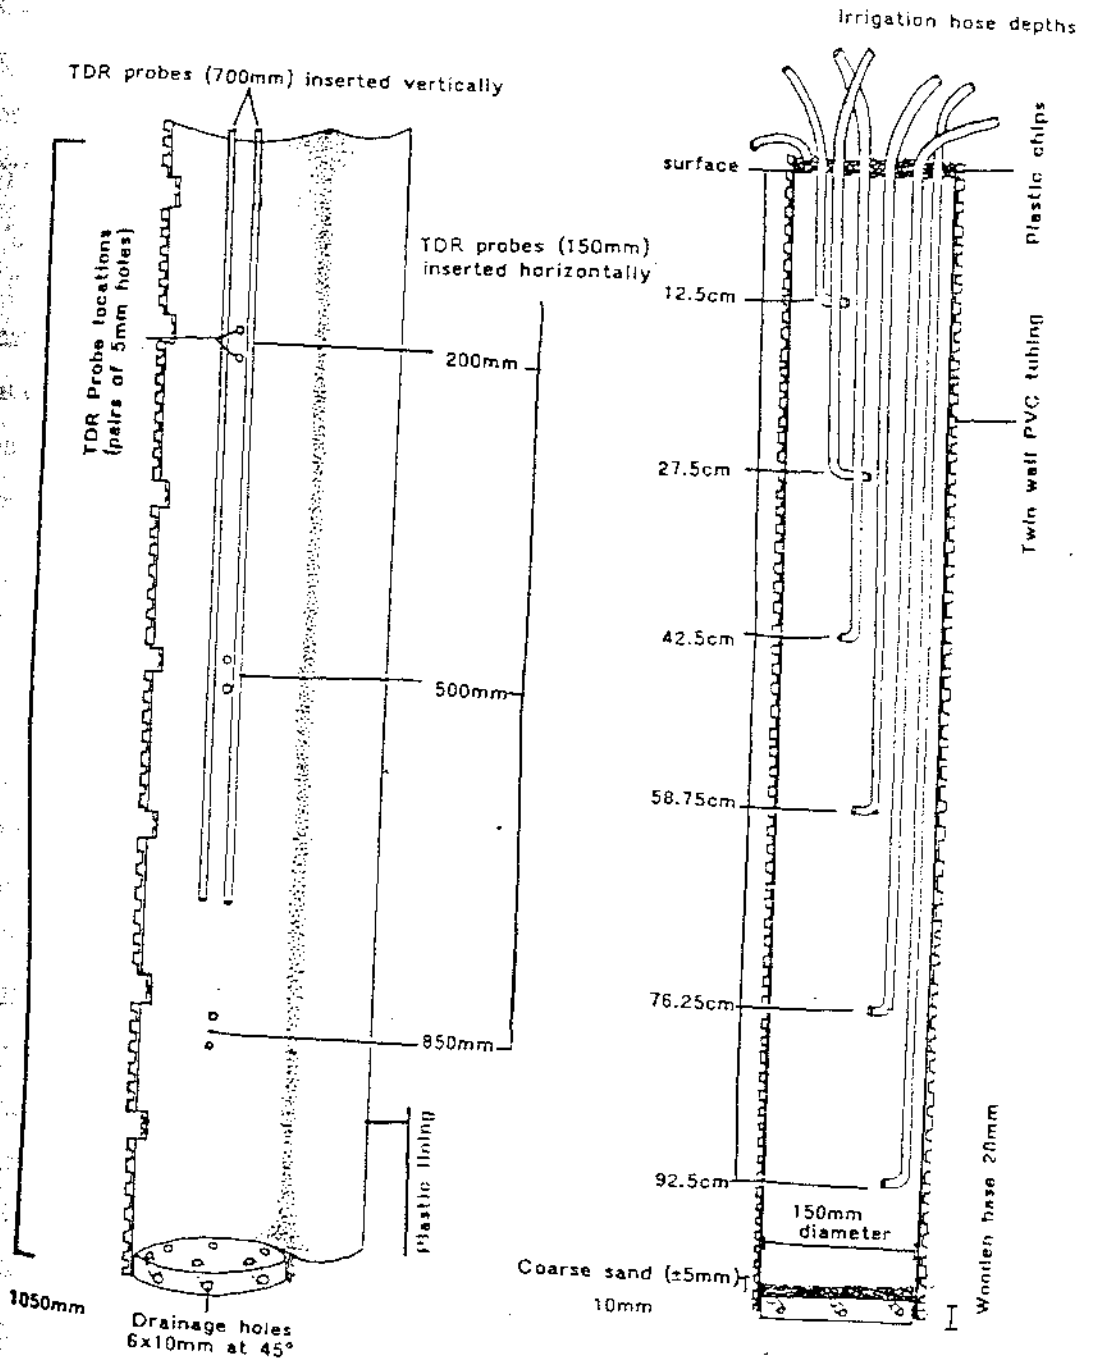 Irrigation hose depths
TDR probes (700mm) inserted vertically
TDR Probe locations
(pairs of 5mm holes)
TDR probes (150mm)
inserted horizontally
200mm
500mm
850mm
Plastic lining
1050mm
Drainage holes
6x10mm at 45°
surface
12.5cm
27.5cm
42.5cm
58.75cm
76.25cm
92.5cm
Plastic chips
Twin wall PVC tubing
150mm
diameter
Coarse sand (±5mm)
10mm
Wooden base 20mm